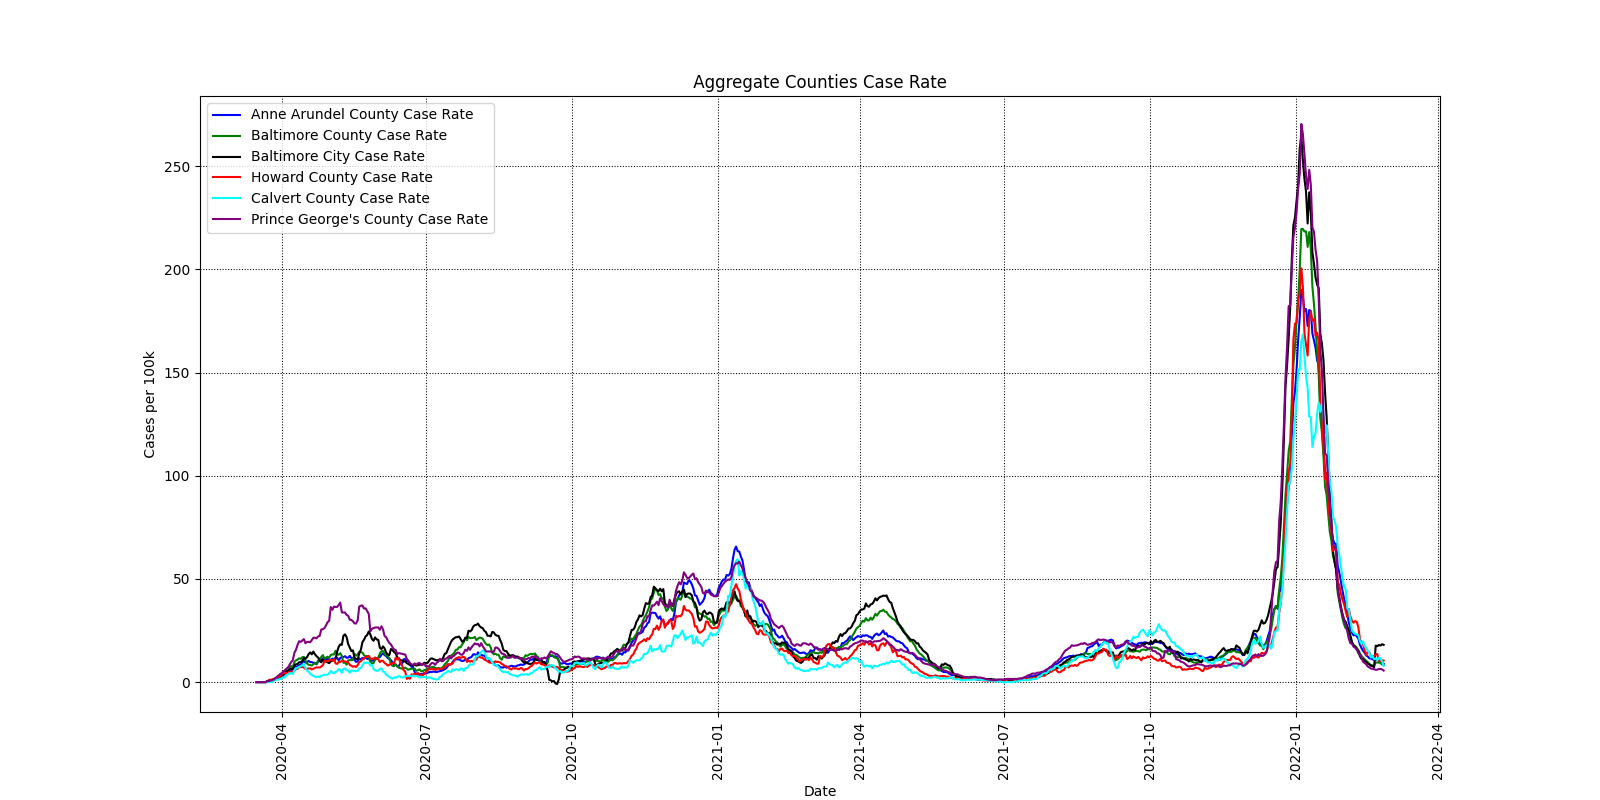 Aggregate Counties Case Rate
Anne Arundel County Case Rate
Baltimore County Case Rate
Baltimore City Case Rate
Howard County Case Rate
Calvert County Case Rate
Prince George's County Case Rate
Cases per 100k
250
200
150
100
50
0
2020-04
2020-07
2020-10
2021-01
2021-04
2021-07
2021-10
2022-01
2022-04
Date